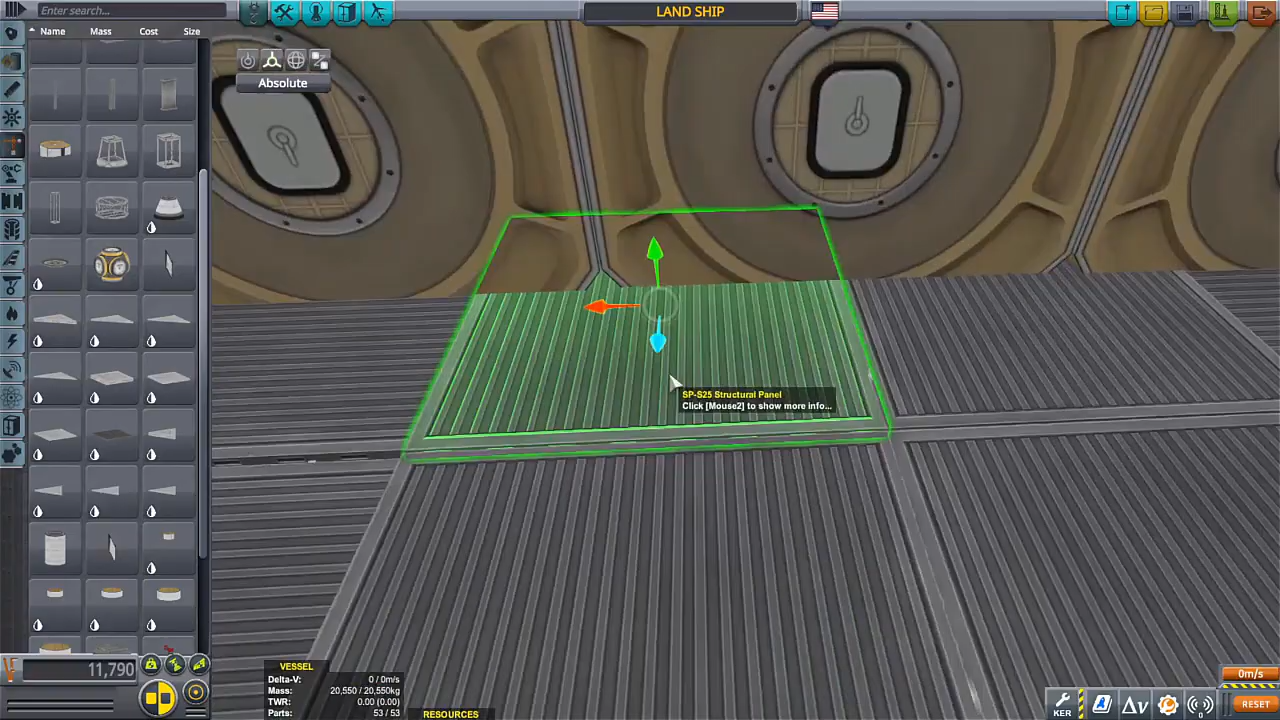 Enter search...
LAND SHIP
Name Mass Cost Size
Absolute
SP-S25 Structural Panel
Click [Mouse2] to show more info...
11,790
VESSEL
Delta-V: 0 / 0m/s
Mass: 20,550 / 20,550kg
TWR: 0.00 (0.00)
Parts: 53 / 53
RESOURCES
KER
Δv
0
0m/s
RESET